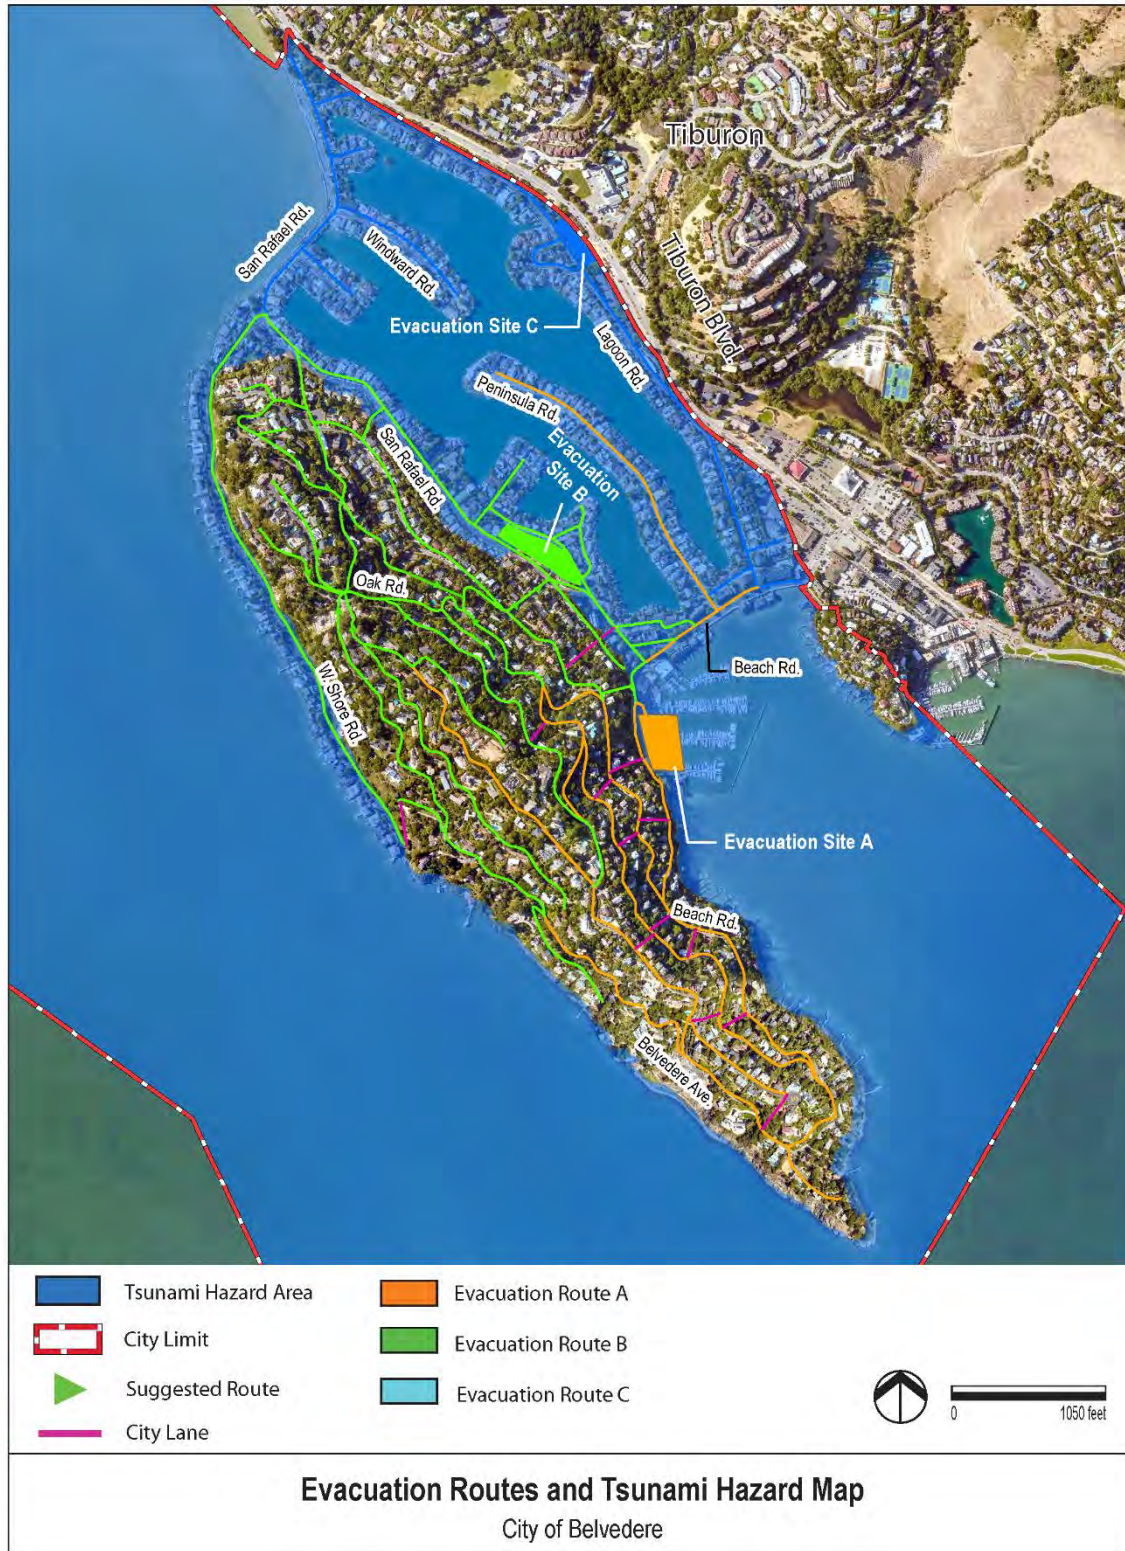 Tiburon
San Rafael Rd.
Windward Rd.
Tiburon Blvd.
Evacuation Site C
Lagoon Rd.
Peninsula Rd.
Evacuation
Site B
San Rafael Rd.
Oak Rd.
Beach Rd.
W. Shore Rd.
Evacuation Site A
Beach Rd.
Belvedere Ave.
Tsunami Hazard Area
City Limit
Suggested Route
City Lane
Evacuation Route A
Evacuation Route B
Evacuation Route C
0 1050 feet
Evacuation Routes and Tsunami Hazard Map
City of Belvedere